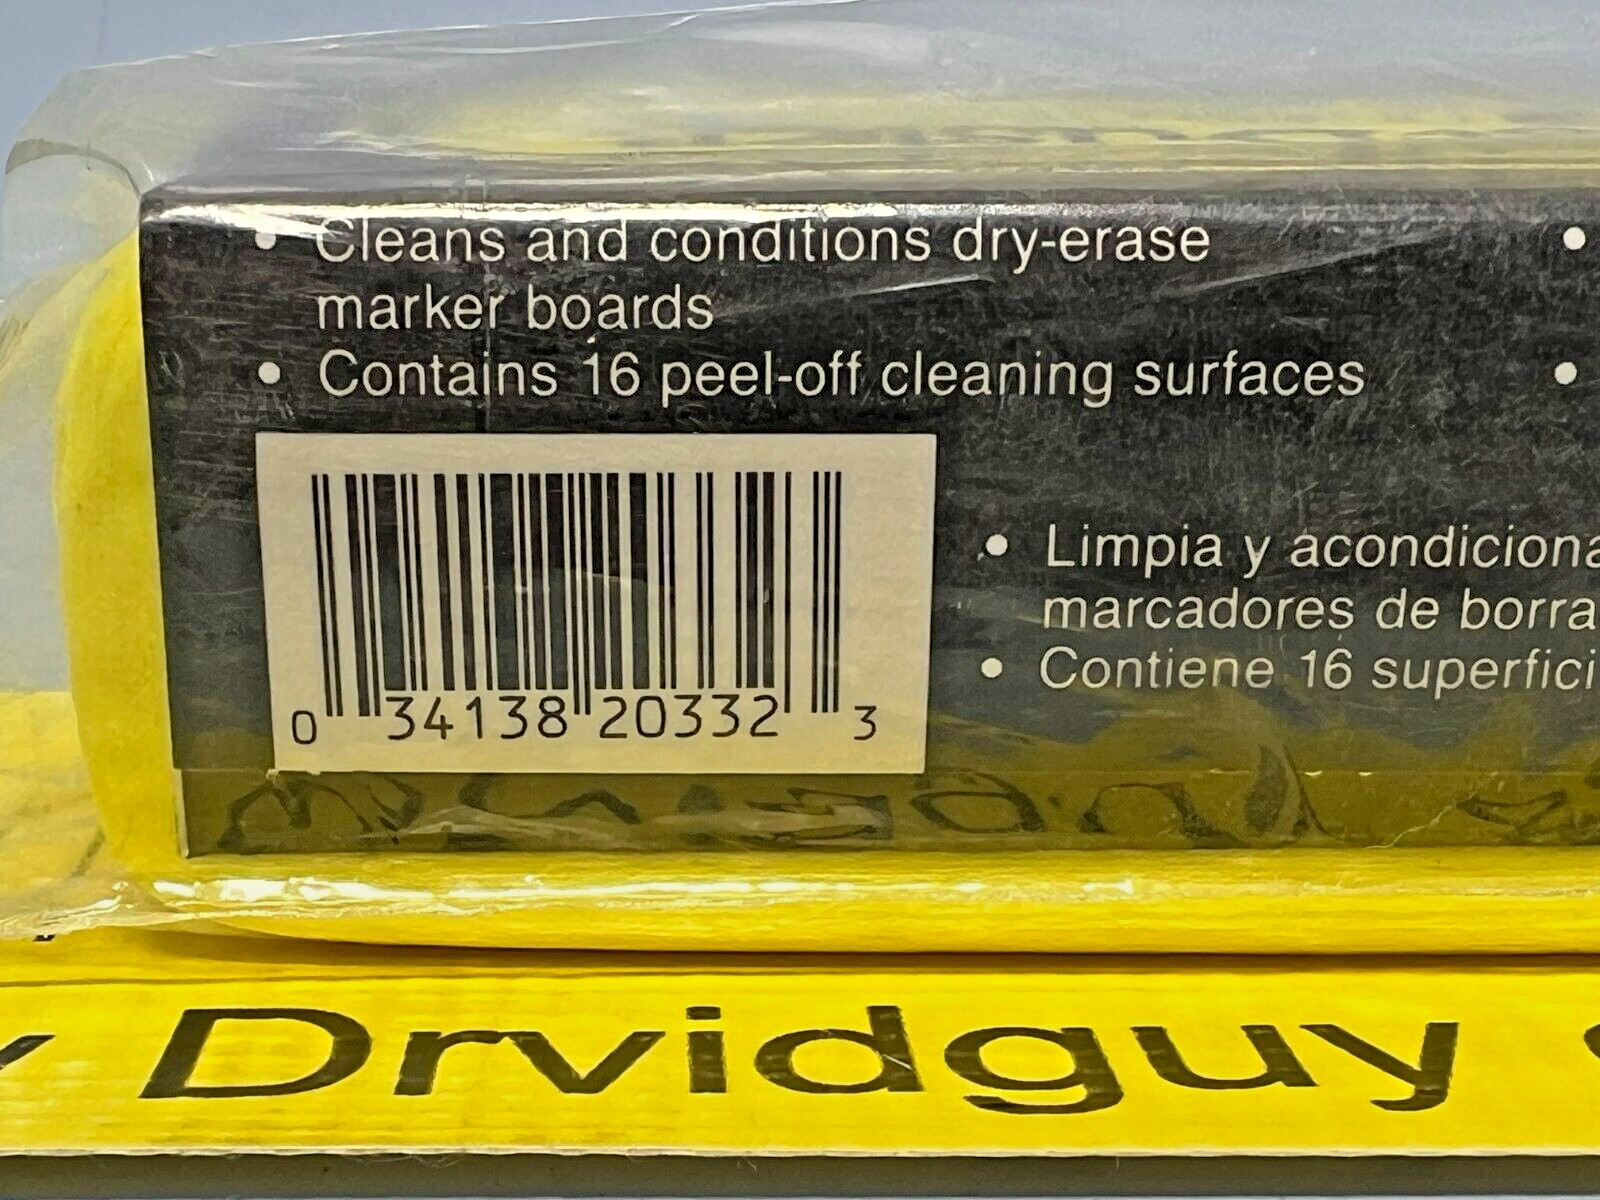 • Cleans and conditions dry-erase
marker boards
• Contains 16 peel-off cleaning surfaces
0 34138 20332 3
• Limpia y acondiciona
marcadores de borra
• Contiene 16 superfici
Drvidguy